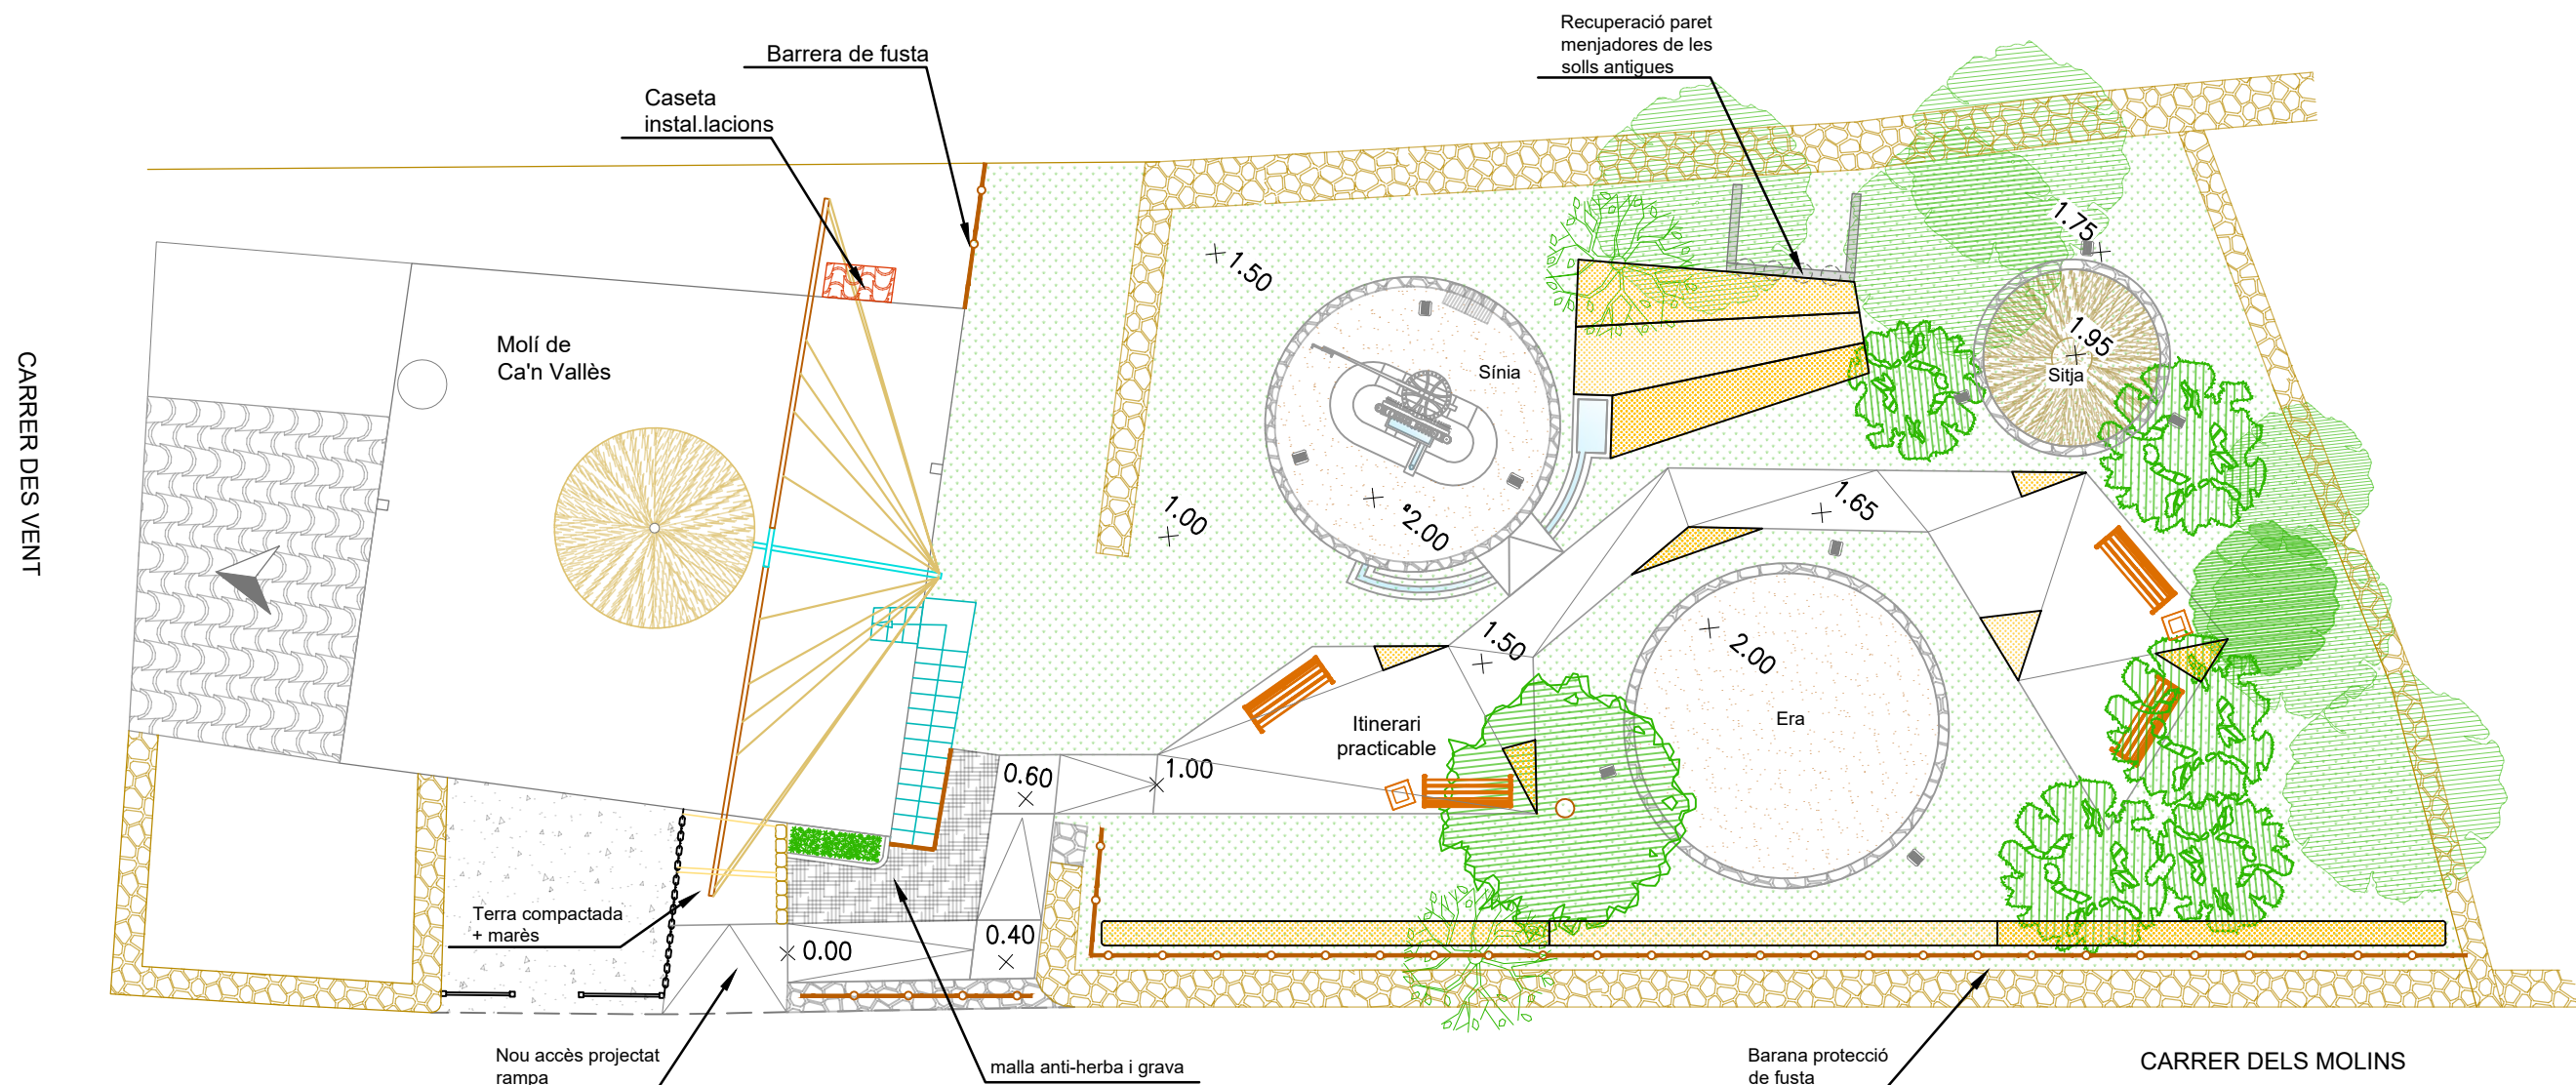 Recuperació paret
menjadores de les
solls antigues
Barrera de fusta
Caseta
instal.lacions
1.75
1.50
1.95
Molí de
Ca'n Vallès
Sínia
Sitja
CARRER DES VENT
1.00
2.00
1.65
1.50
2.00
Itinerari
practicable
Era
0.60
1.00
Terra compactada
+ marès
0.00
0.40
Nou accès projectat
rampa
malla anti-herba i grava
Barana protecció
de fusta
CARRER DELS MOLINS